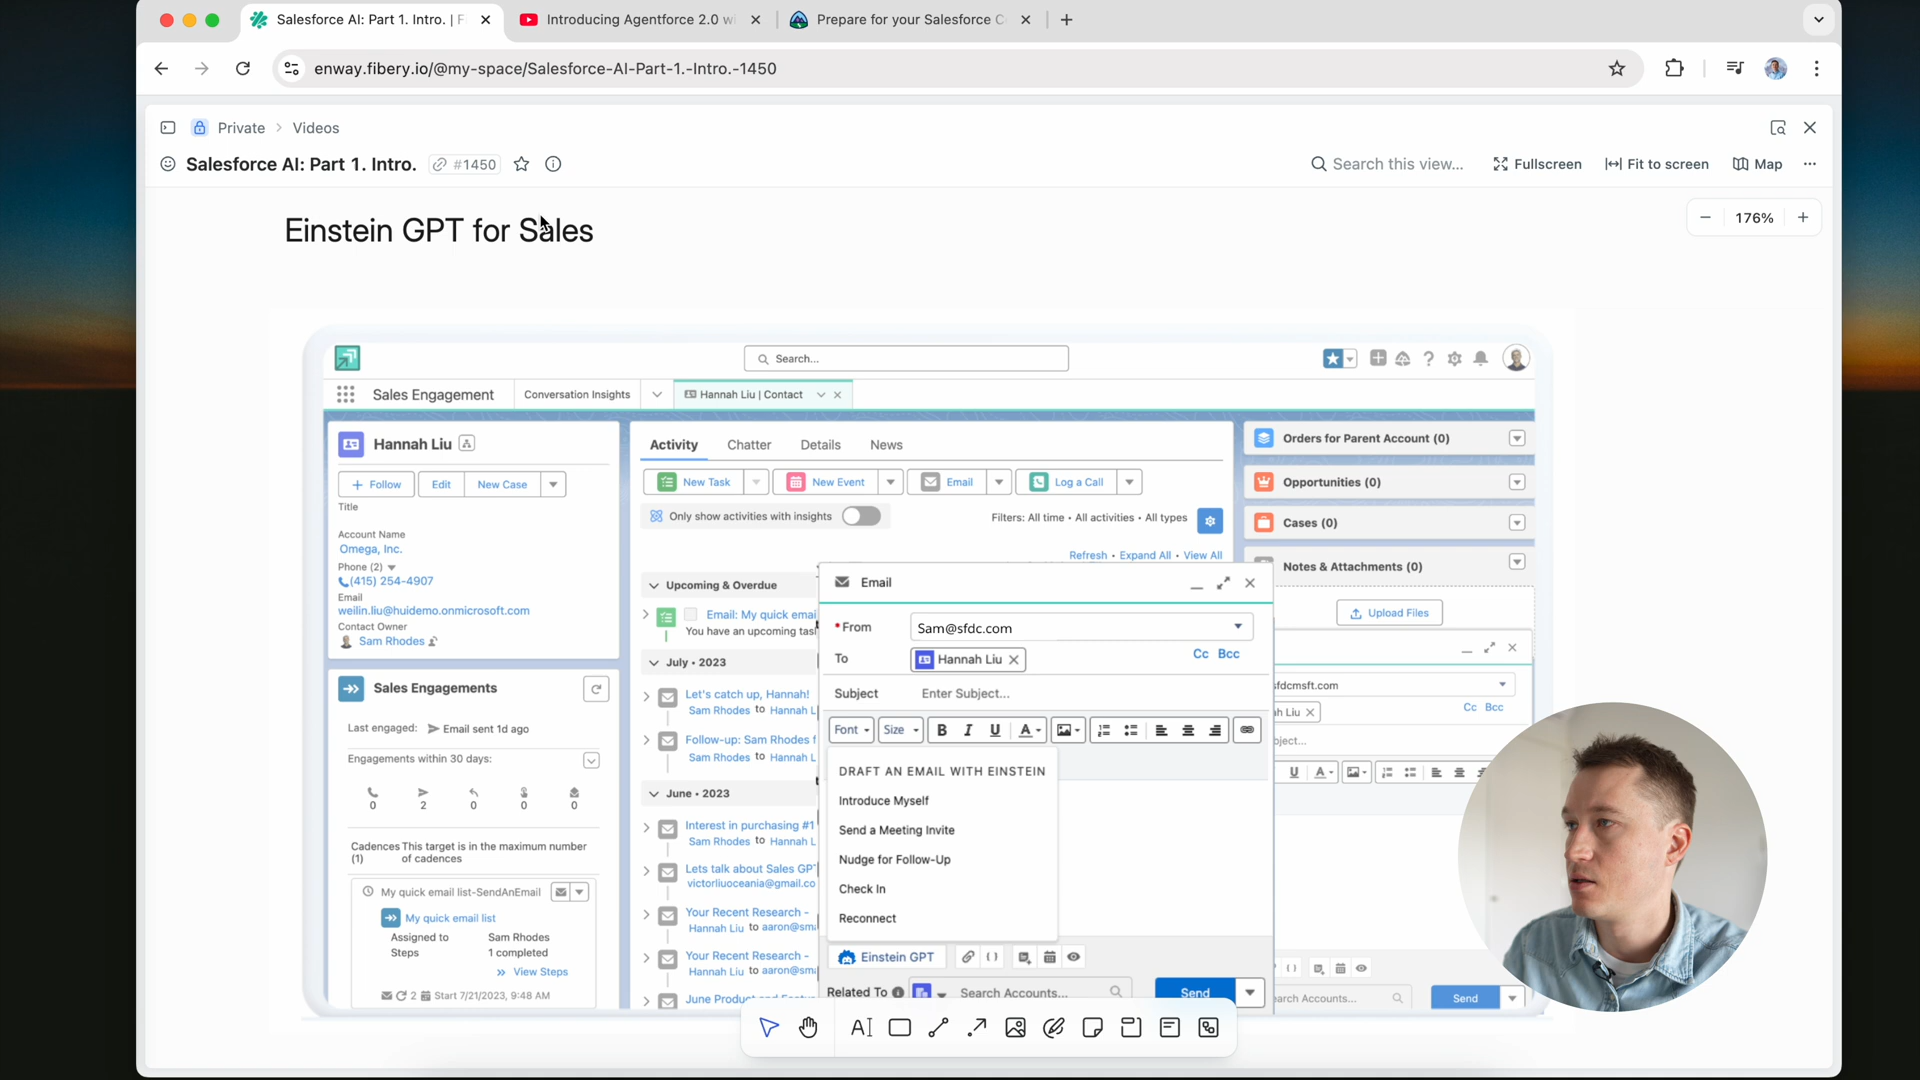 Salesforce AI: Part 1. Intro. | F
Introducing Agentforce 2.0 wi
Prepare for your Salesforce C
enway.fibery.io/@my-space/Salesforce-AI-Part-1.-Intro.-1450
Private
Videos
Salesforce AI: Part 1. Intro.
#1450
Search this view...
Fullscreen
Fit to screen
Map
176%
Einstein GPT for Sales
Search...
Sales Engagement
Conversation Insights
Hannah Liu | Contact
Hannah Liu
Follow
Edit
New Case
Title
Account Name
Omega, Inc.
Phone (2)
(415) 254-4907
Email
weilin.liu@huidemo.onmicrosoft.com
Contact Owner
Sam Rhodes
Sales Engagements
Last engaged: Email sent 1d ago
Engagements within 30 days:
0 2 0 0 0
Cadences This target is in the maximum number
(1) of cadences
My quick email list-SendAnEmail
My quick email list
Assigned to Sam Rhodes
Steps 1 completed
View Steps
2 Start 7/21/2023, 9:48 AM
Activity Chatter Details News
New Task
New Event
Email
Log a Call
Only show activities with insights
Filters: All time • All activities • All types
Refresh • Expand All • View All
Upcoming & Overdue
Email: My quick emai
You have an upcoming tas
July • 2023
Let's catch up, Hannah!
Sam Rhodes to Hannah L
Follow-up: Sam Rhodes f
Sam Rhodes to Hannah L
June • 2023
Interest in purchasing #1
Sam Rhodes to Hannah L
Lets talk about Sales GP
victorliuoceania@gmail.co
Your Recent Research -
Hannah Liu to aaron@sm
Your Recent Research -
Hannah Liu to aaron@sm
Email
*From
Sam@sfdc.com
To
Hannah Liu
Cc Bcc
Subject
Enter Subject...
Font
Size
B I U A
DRAFT AN EMAIL WITH EINSTEIN
Introduce Myself
Send a Meeting Invite
Nudge for Follow-Up
Check In
Reconnect
Einstein GPT
Related To
Search Accounts...
Send
Orders for Parent Account (0)
Opportunities (0)
Cases (0)
Notes & Attachments (0)
Upload Files
sfdcmsft.com
h Liu
Cc Bcc
bject...
U A
arch Accounts...
Send